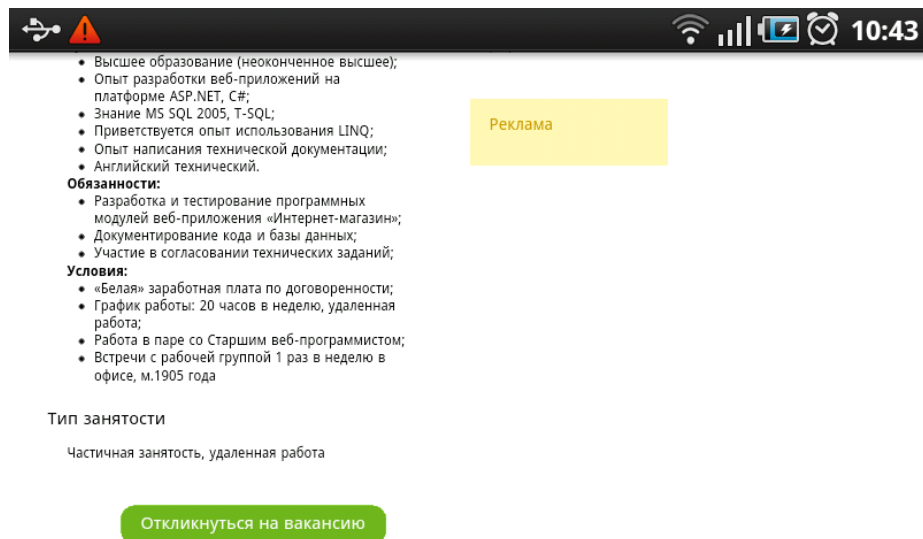 10:43
Высшее образование (неоконченное высшее);
Опыт разработки веб-приложений на
платформе ASP.NET, C#;
Знание MS SQL 2005, T-SQL;
Приветствуется опыт использования LINQ;
Опыт написания технической документации;
Английский технический.
Обязанности:
Разработка и тестирование программных
модулей веб-приложения «Интернет-магазин»;
Документирование кода и базы данных;
Участие в согласовании технических заданий;
Условия:
«Белая» заработная плата по договоренности;
График работы: 20 часов в неделю, удаленная
работа;
Работа в паре со Старшим веб-программистом;
Встречи с рабочей группой 1 раз в неделю в
офисе, м.1905 года
Реклама
Тип занятости
Частичная занятость, удаленная работа
Откликнуться на вакансию